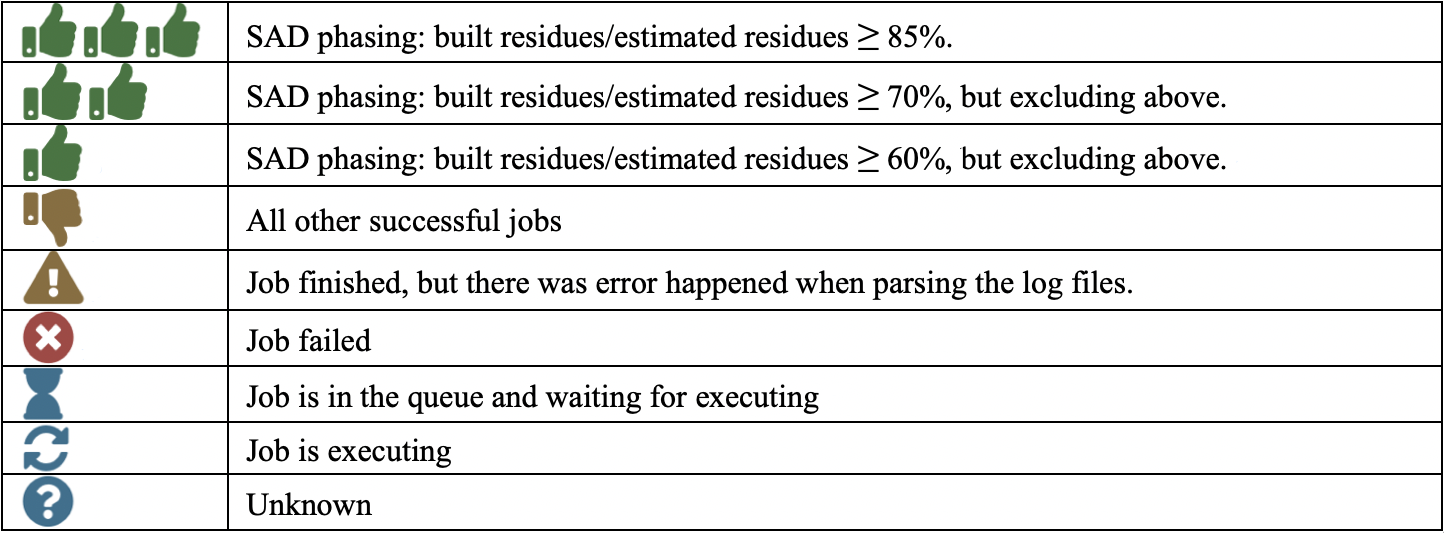 SAD phasing: built residues/estimated residues ≥ 85%.
SAD phasing: built residues/estimated residues ≥ 70%, but excluding above.
SAD phasing: built residues/estimated residues ≥ 60%, but excluding above.
All other successful jobs
Job finished, but there was error happened when parsing the log files.
Job failed
Job is in the queue and waiting for executing
Job is executing
Unknown